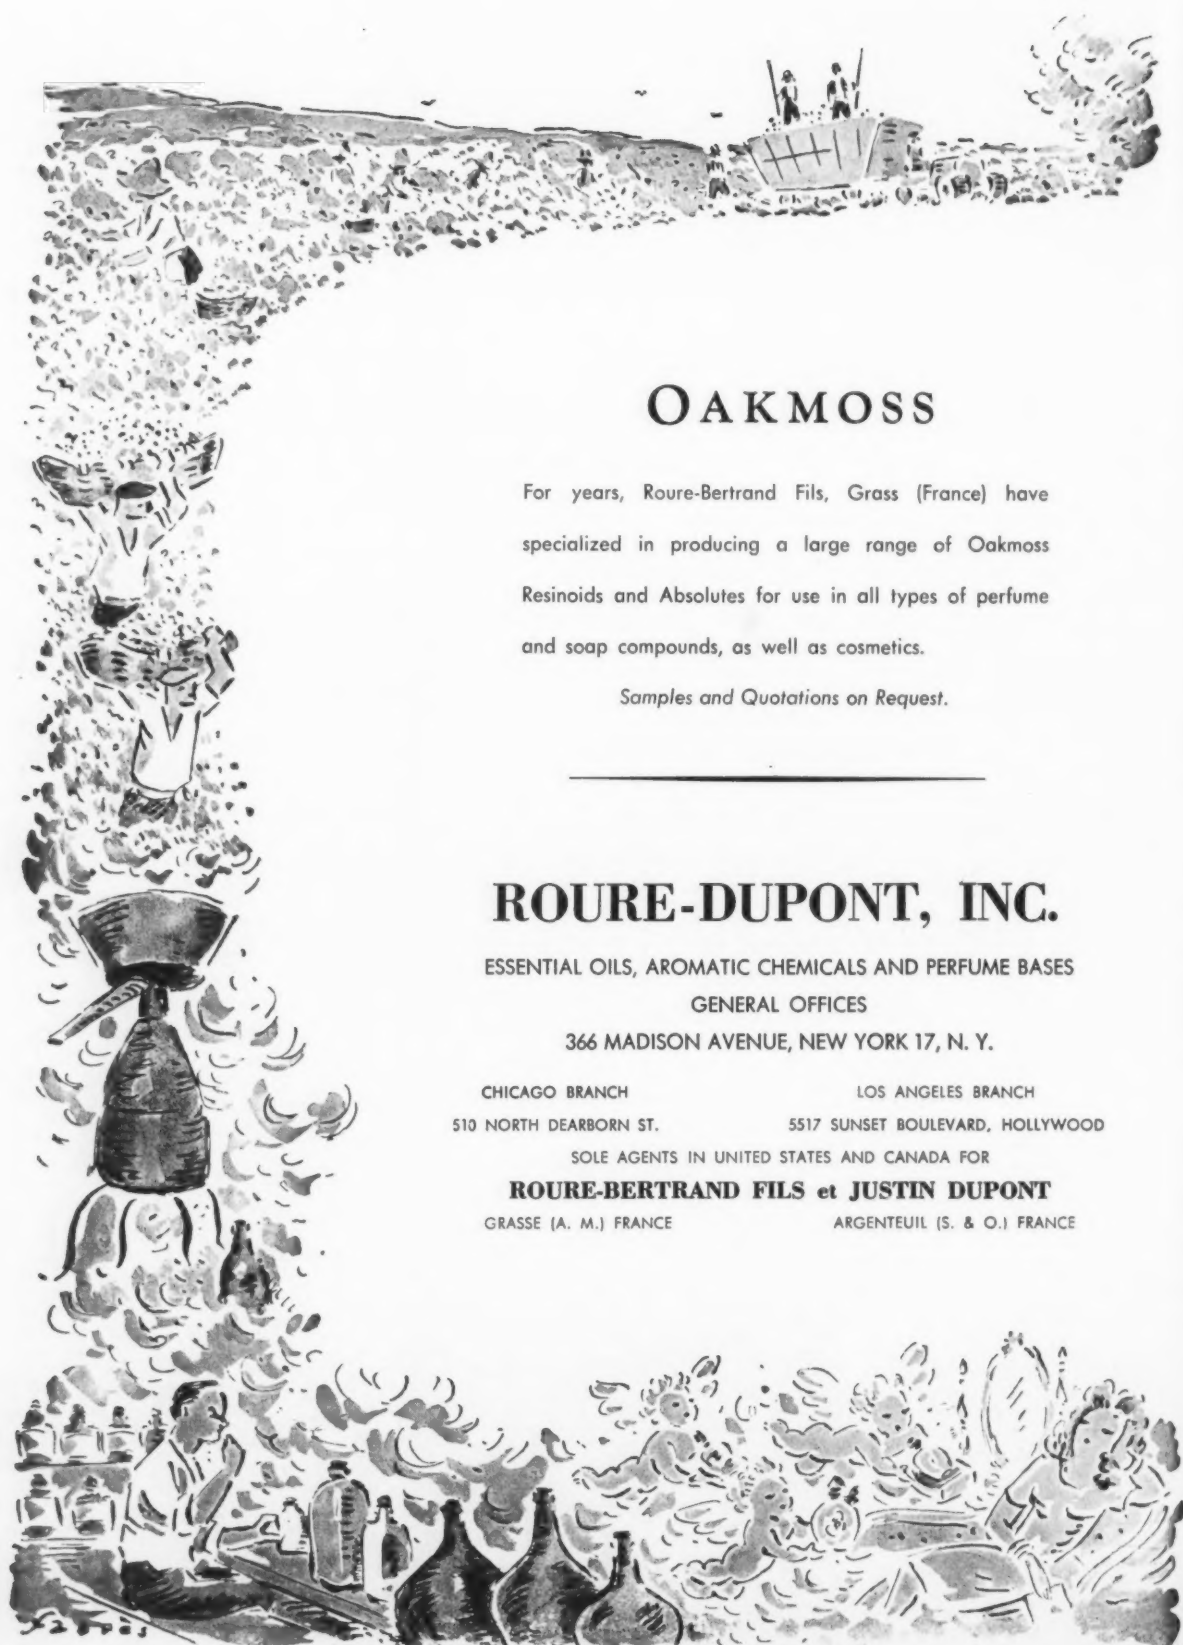 OAKMOSS
For years, Roure-Bertrand Fils, Grass (France) have
specialized in producing a large range of Oakmoss
Resinoids and Absolutes for use in all types of perfume
and soap compounds, as well as cosmetics.
Samples and Quotations on Request.
ROURE-DUPONT, INC.
ESSENTIAL OILS, AROMATIC CHEMICALS AND PERFUME BASES
GENERAL OFFICES
366 MADISON AVENUE, NEW YORK 17, N. Y.
CHICAGO BRANCH LOS ANGELES BRANCH
510 NORTH DEARBORN ST. 5517 SUNSET BOULEVARD, HOLLYWOOD
SOLE AGENTS IN UNITED STATES AND CANADA FOR
ROURE-BERTRAND FILS et JUSTIN DUPONT
GRASSE (A. M.) FRANCE ARGENTEUIL (S. & O.) FRANCE